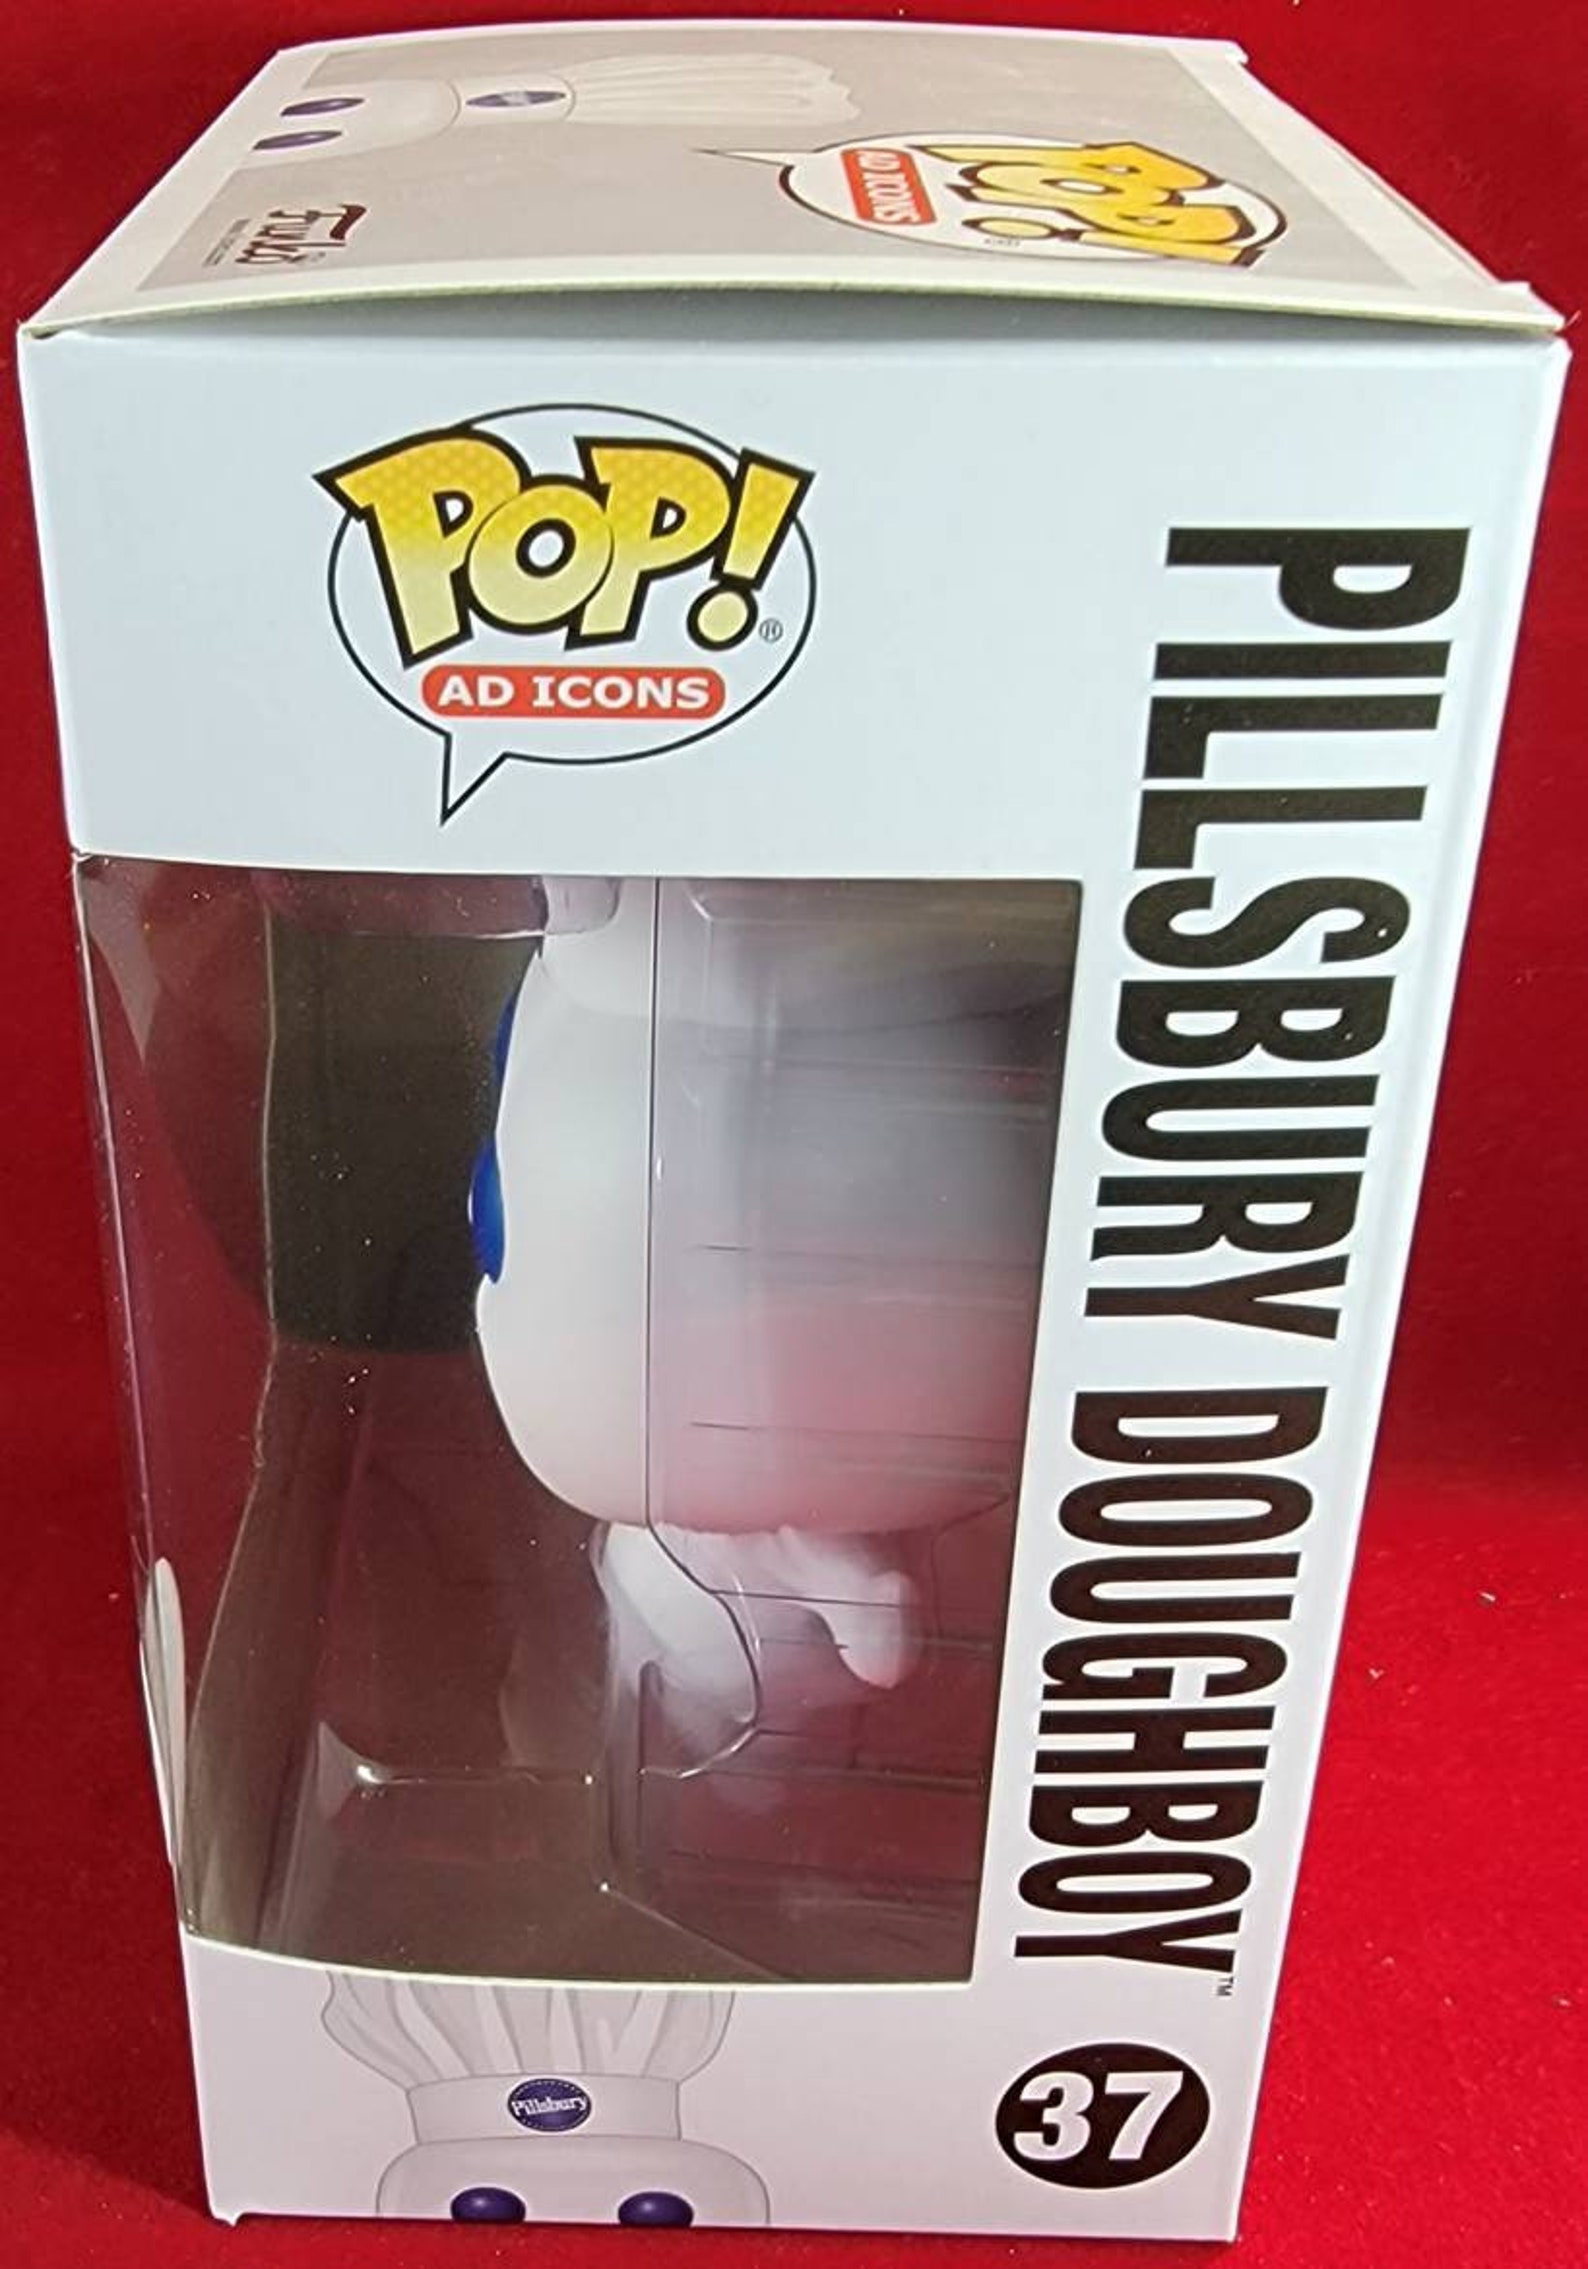 POP!
AD ICONS
Funko
POP!®
AD ICONS
PILLSBURY DOUGHBOY™
37
Pillsbury